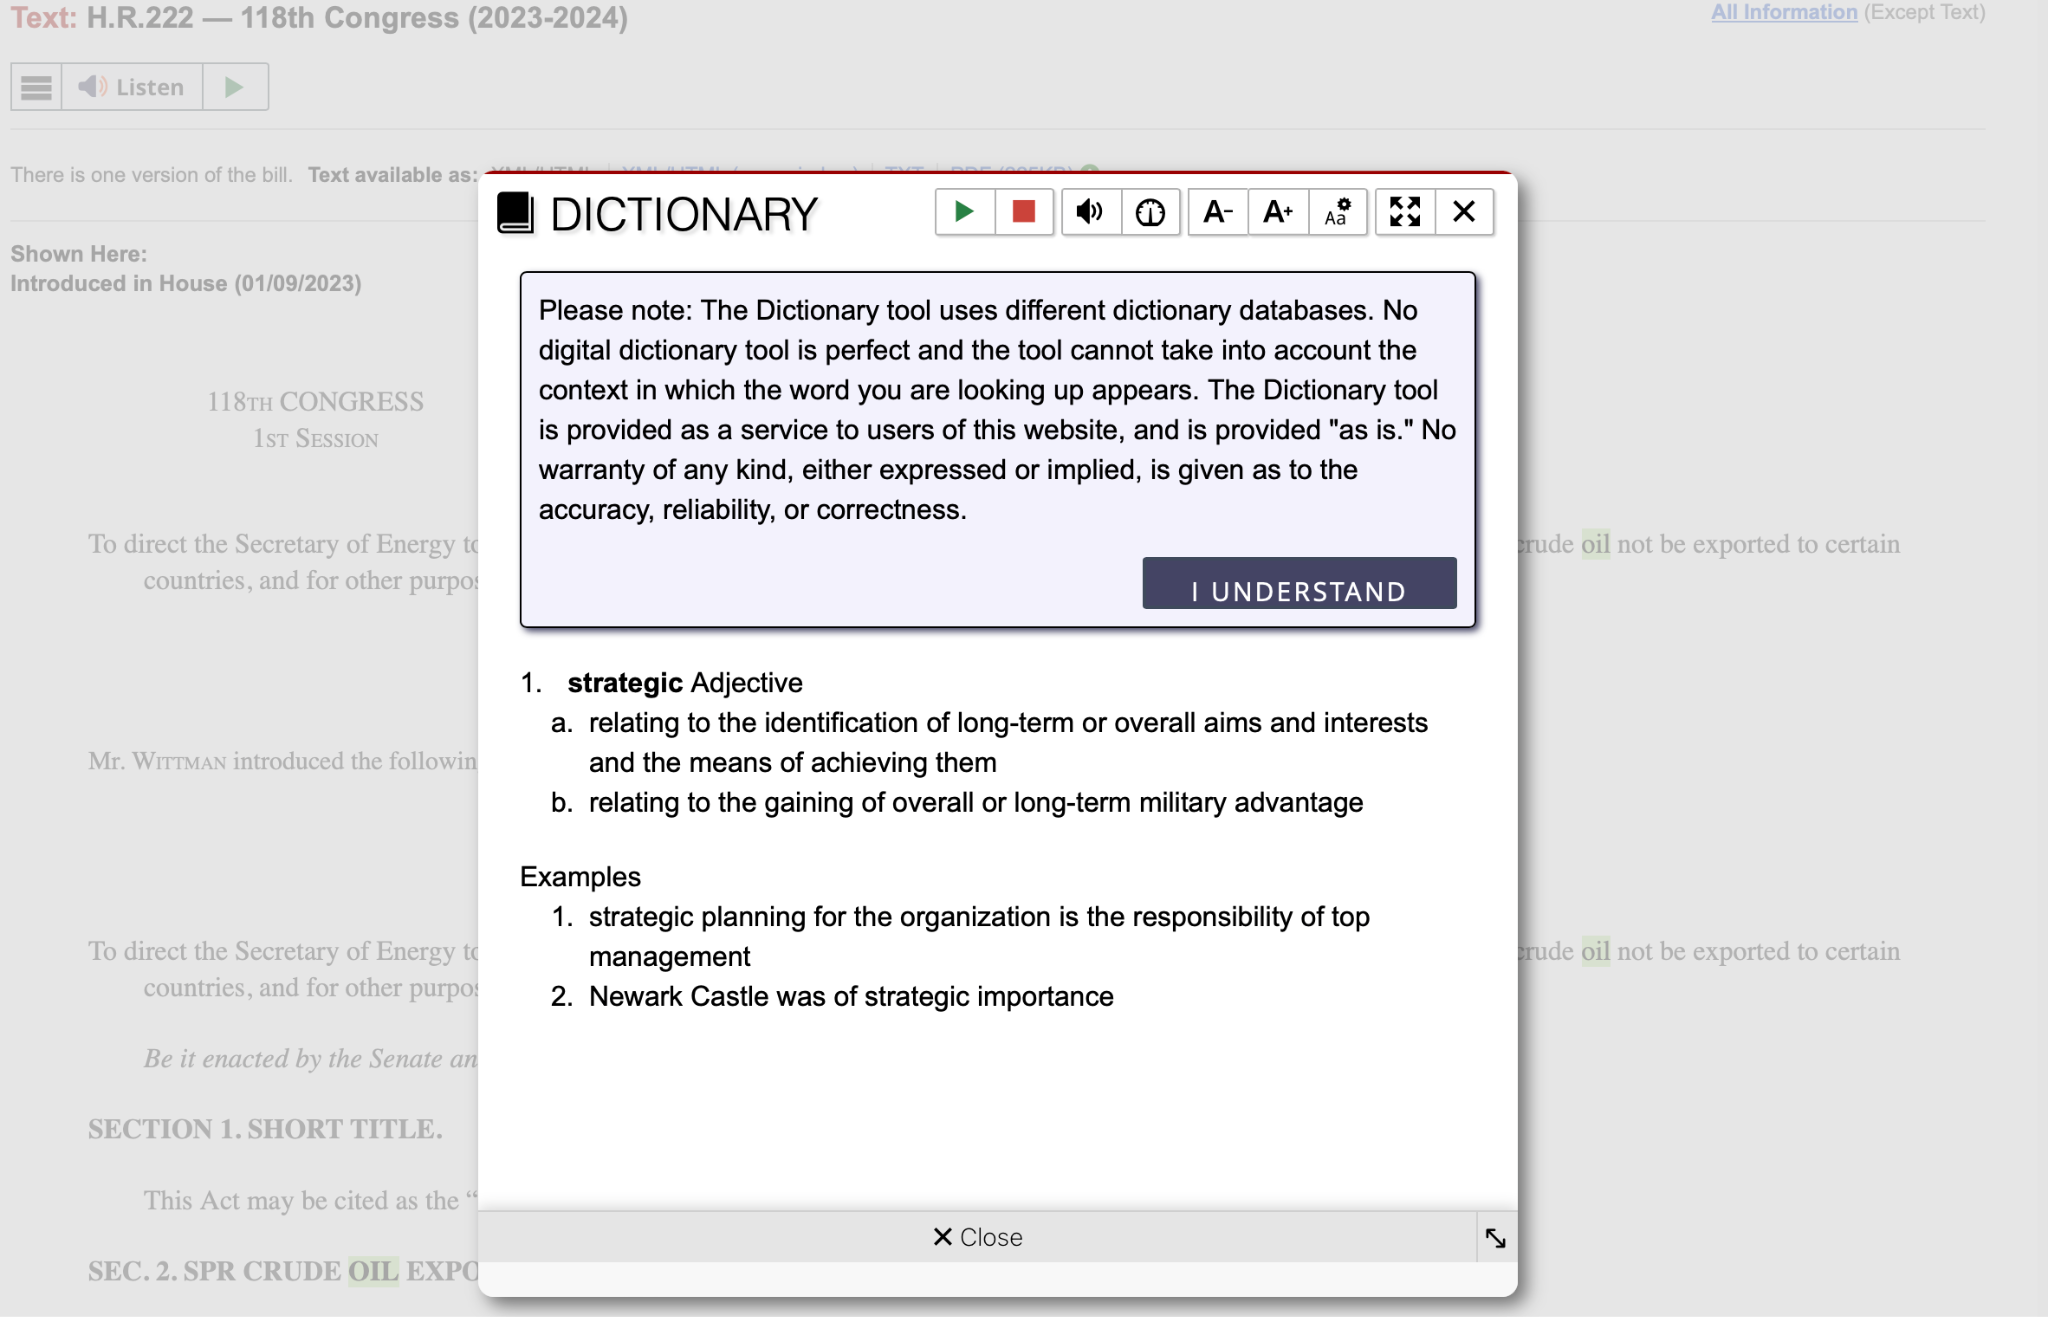 Text: H.R.222 — 118th Congress (2023-2024)
All Information (Except Text)
Listen
There is one version of the bill. Text available as:
Shown Here:
Introduced in House (01/09/2023)
118TH CONGRESS
1ST SESSION
To direct the Secretary of Energy
crude oil not be exported to certain
countries, and for other
Mr. WITTMAN introduced the
To direct the Secretary of Energy
crude oil not be exported to certain
countries, and for other
Be it enacted by the Senate
SECTION 1. SHORT TITLE.
This Act may be cited as the “
SEC. 2. SPR CRUDE OIL
DICTIONARY
A- A+ Aa
Please note: The Dictionary tool uses different dictionary databases. No
digital dictionary tool is perfect and the tool cannot take into account the
context in which the word you are looking up appears. The Dictionary tool
is provided as a service to users of this website, and is provided "as is." No
warranty of any kind, either expressed or implied, is given as to the
accuracy, reliability, or correctness.
I UNDERSTAND
1. strategic Adjective
a. relating to the identification of long-term or overall aims and interests
and the means of achieving them
b. relating to the gaining of overall or long-term military advantage
Examples
1. strategic planning for the organization is the responsibility of top
management
2. Newark Castle was of strategic importance
Close